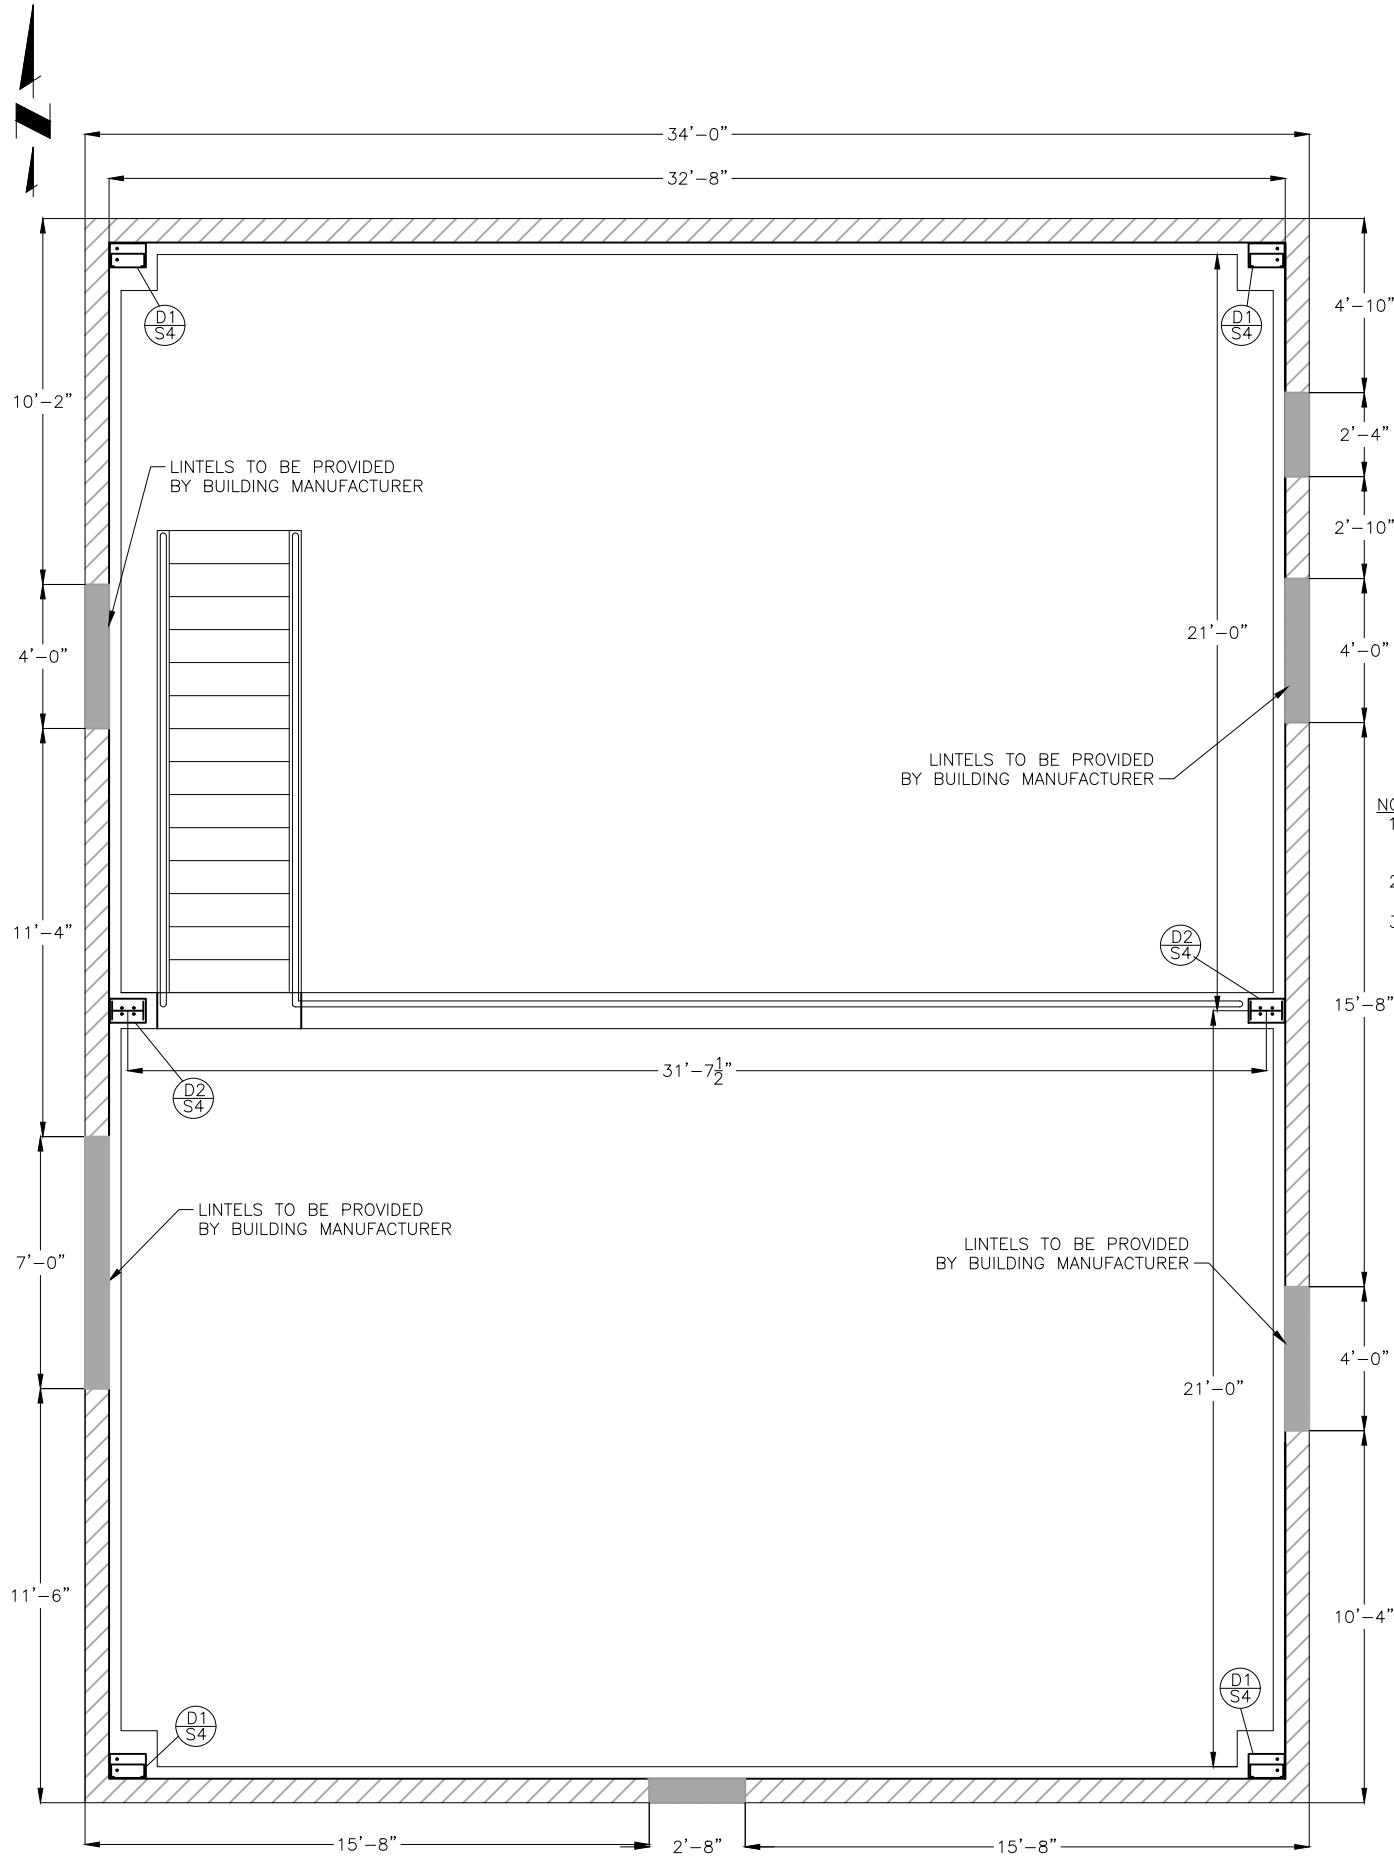 N
34'-0"
32'-8"
D1
S4
D1
S4
4'-10"
10'-2"
2'-4"
LINTELS TO BE PROVIDED
BY BUILDING MANUFACTURER
2'-10"
21'-0"
4'-0"
4'-0"
LINTELS TO BE PROVIDED
BY BUILDING MANUFACTURER
1
2
11'-4"
D2
S4
15'-8"
31'-7 1/2"
D2
S4
LINTELS TO BE PROVIDED
BY BUILDING MANUFACTURER
7'-0"
LINTELS TO BE PROVIDED
BY BUILDING MANUFACTURER
4'-0"
21'-0"
11'-6"
10'-4"
D1
S4
D1
S4
15'-8"
2'-8"
15'-8"